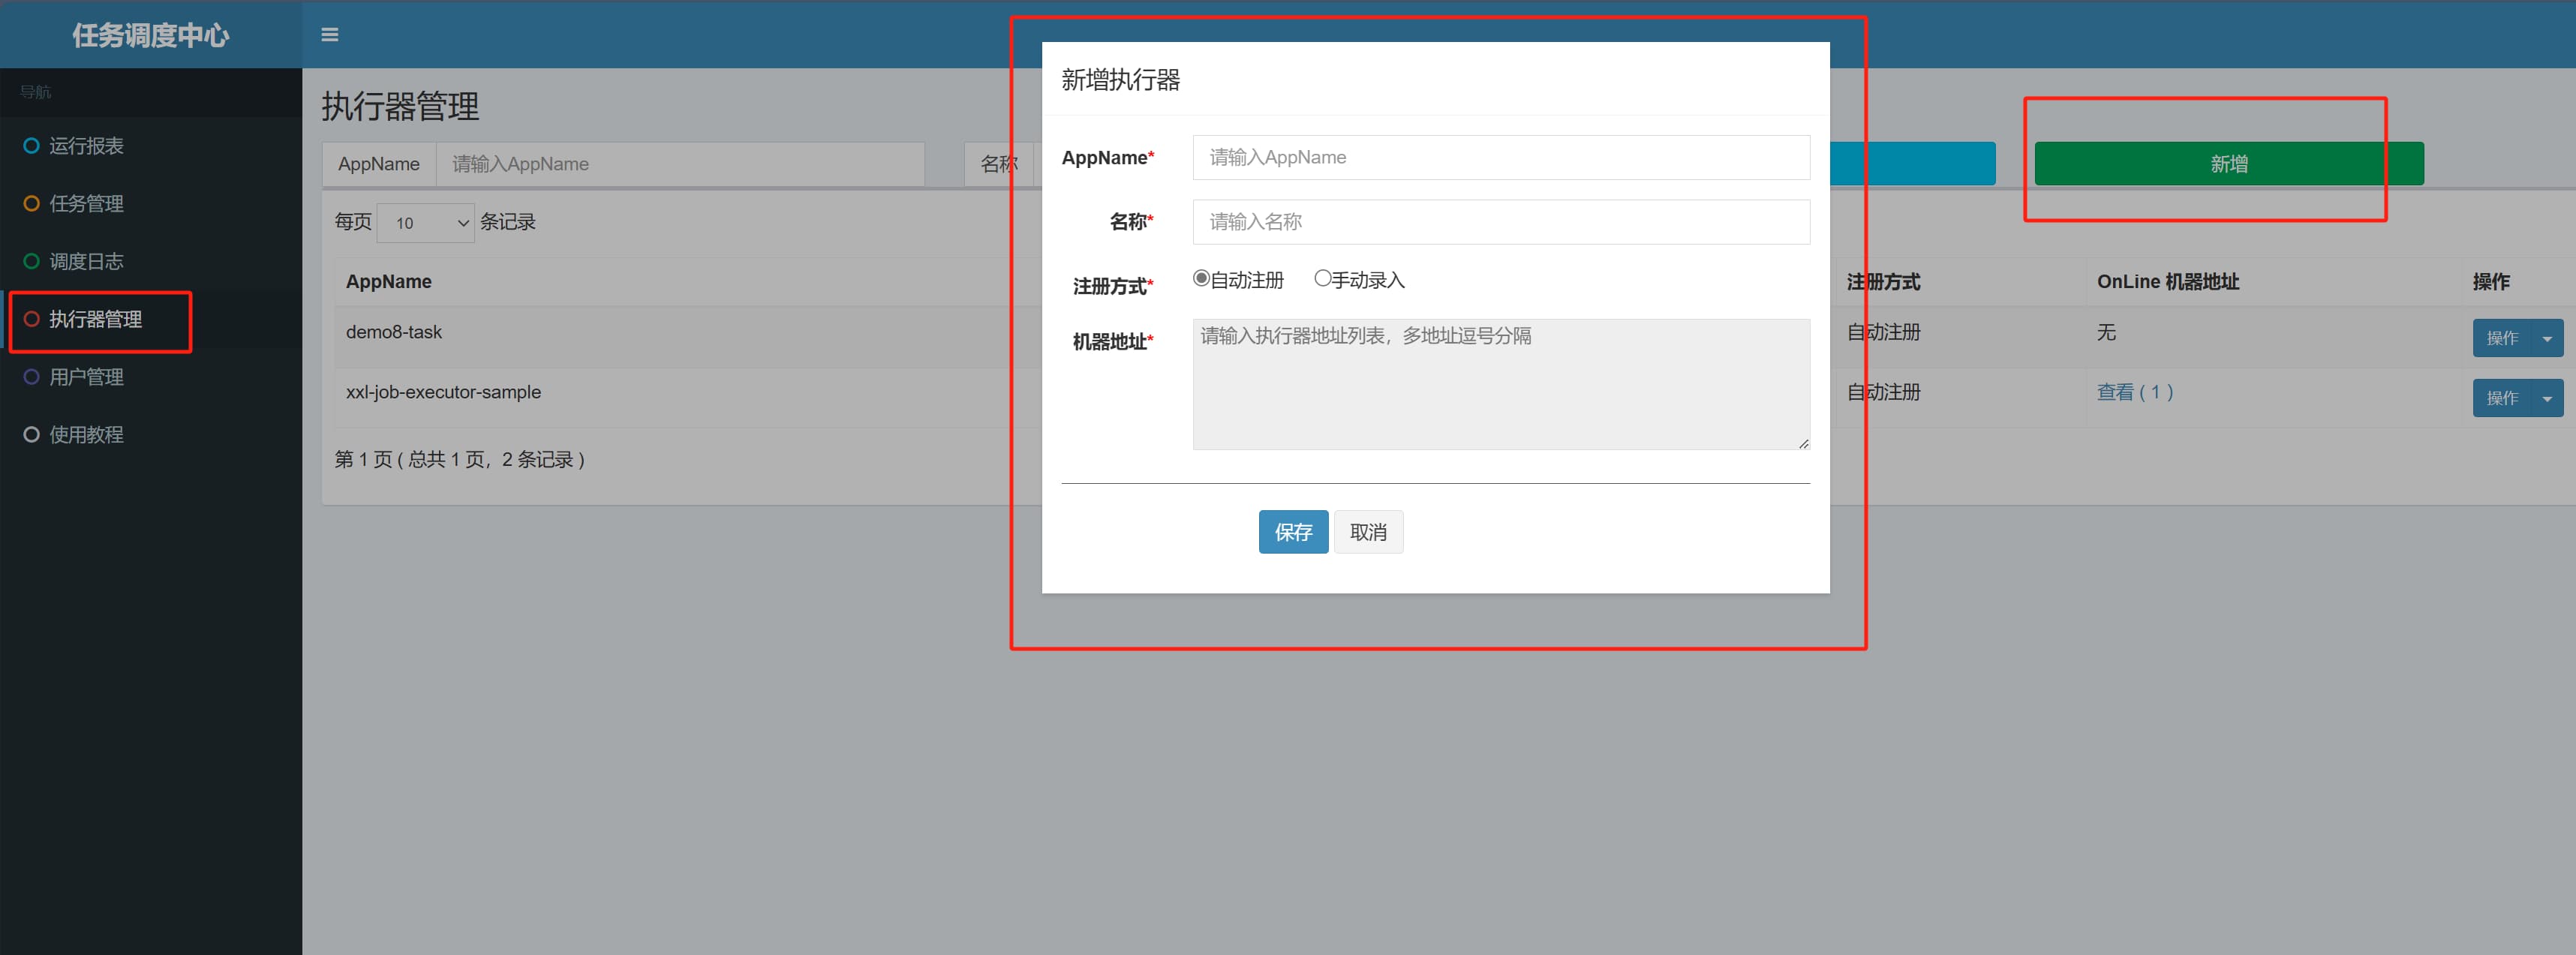 任务调度中心
导航
运行报表
任务管理
调度日志
执行器管理
用户管理
使用教程
执行器管理
AppName 请输入AppName 名称
新增
每页 10 条记录
AppName 注册方式 OnLine 机器地址 操作
demo8-task 自动注册 无 操作
xxl-job-executor-sample 自动注册 查看 ( 1 ) 操作
第 1 页 ( 总共 1 页，2 条记录 )
新增执行器
AppName* 请输入AppName
名称* 请输入名称
注册方式* 自动注册 手动录入
机器地址* 请输入执行器地址列表，多地址逗号分隔
保存 取消